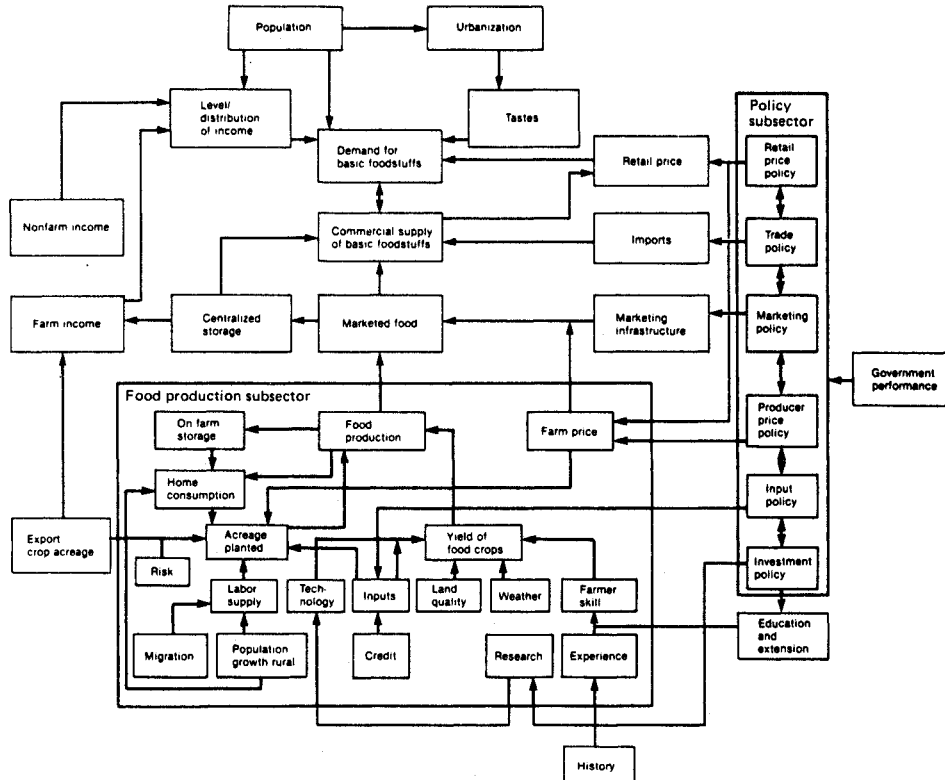 Population
Urbanization
Level/
distribution
of income
Tastes
Policy
subsector
Demand for
basic foodstuffs
Retail price
Retail
price
policy
Nonfarm income
Commercial supply
of basic foodstuffs
Imports
Trade
policy
Farm income
Centralized
storage
Marketed food
Marketing
infrastructure
Marketing
policy
Government
performance
Food production subsector
On farm
storage
Food
production
Farm price
Producer
price
policy
Home
consumption
Input
policy
Export
crop acreage
Acreage
planted
Yield of
food crops
Risk
Investment
policy
Labor
supply
Tech-
nology
Inputs
Land
quality
Weather
Farmer
skill
Education
and
extension
Migration
Population
growth rural
Credit
Research
Experience
History